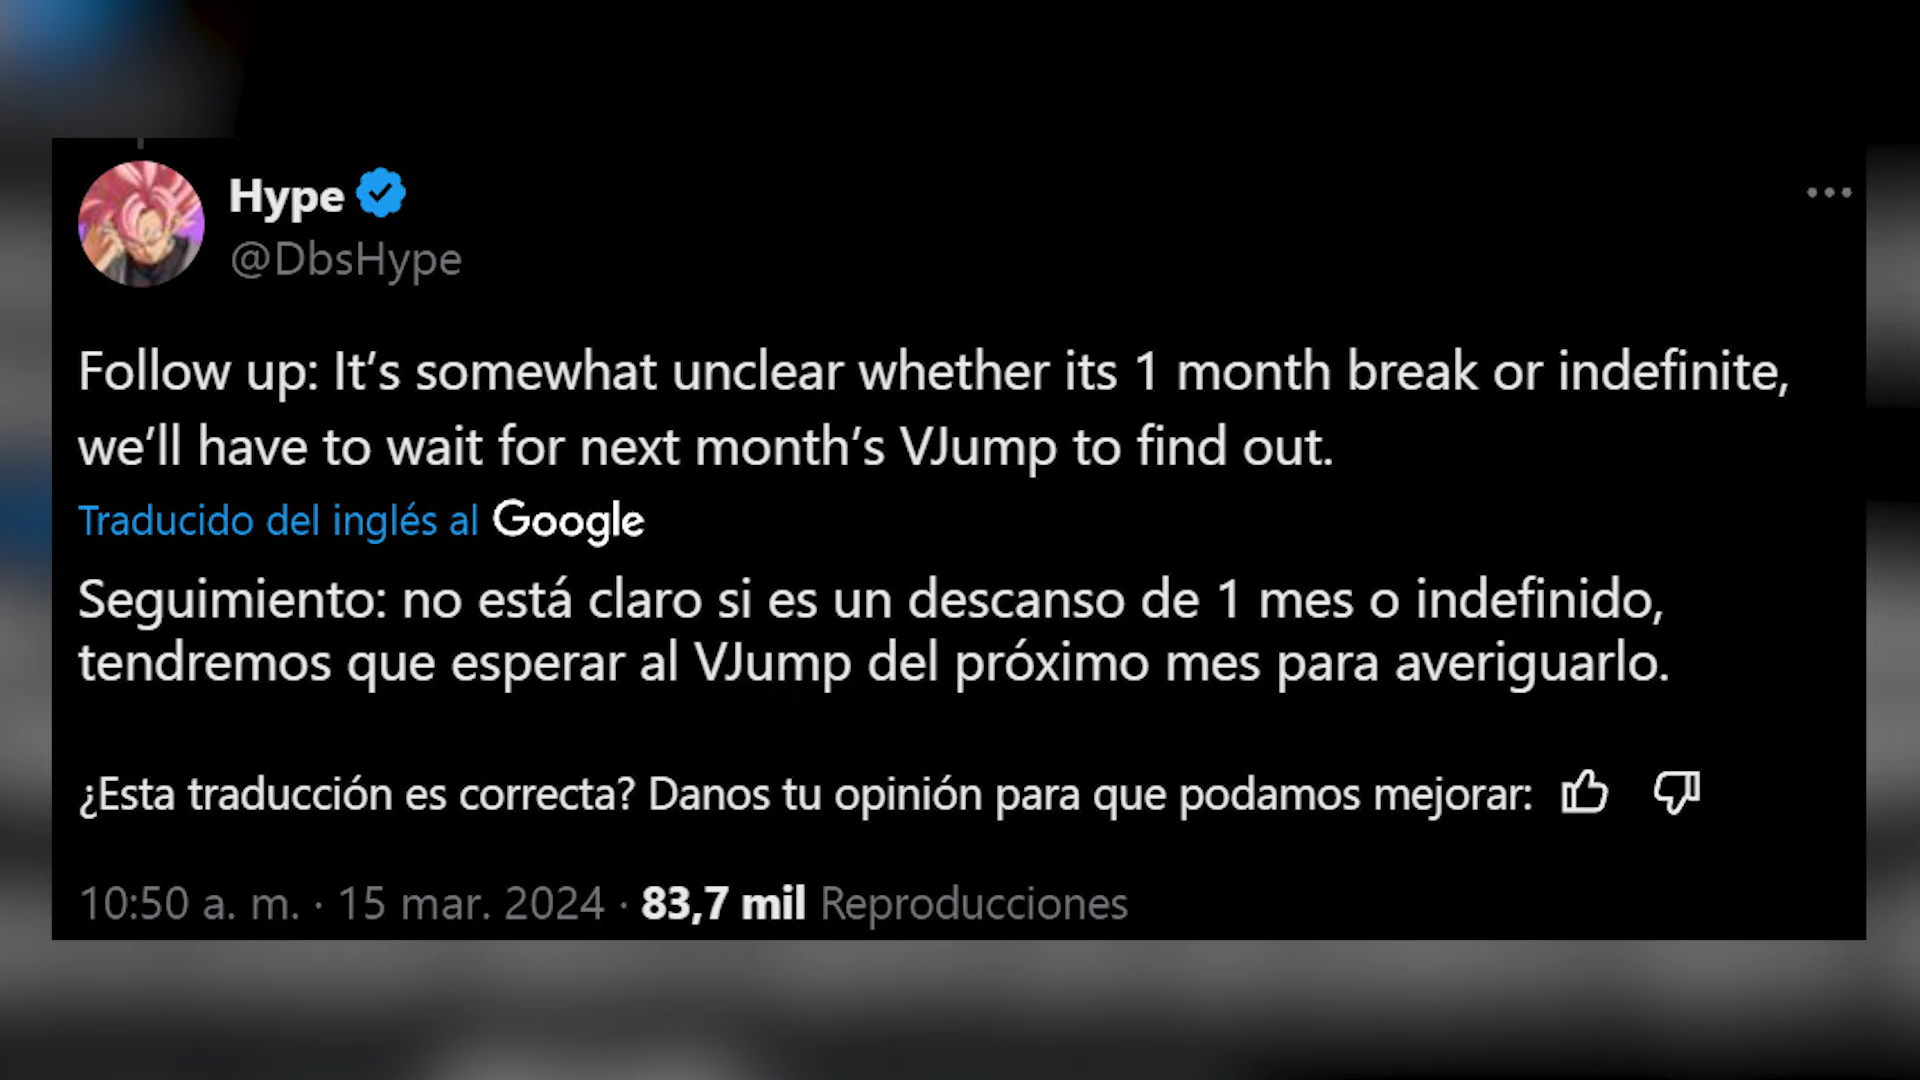 Hype
@DbsHype
Follow up: It’s somewhat unclear whether its 1 month break or indefinite,
we’ll have to wait for next month’s VJump to find out.
Traducido del inglés al Google
Seguimiento: no está claro si es un descanso de 1 mes o indefinido,
tendremos que esperar al VJump del próximo mes para averiguarlo.
¿Esta traducción es correcta? Danos tu opinión para que podamos mejorar:
10:50 a. m. · 15 mar. 2024 · 83,7 mil Reproducciones